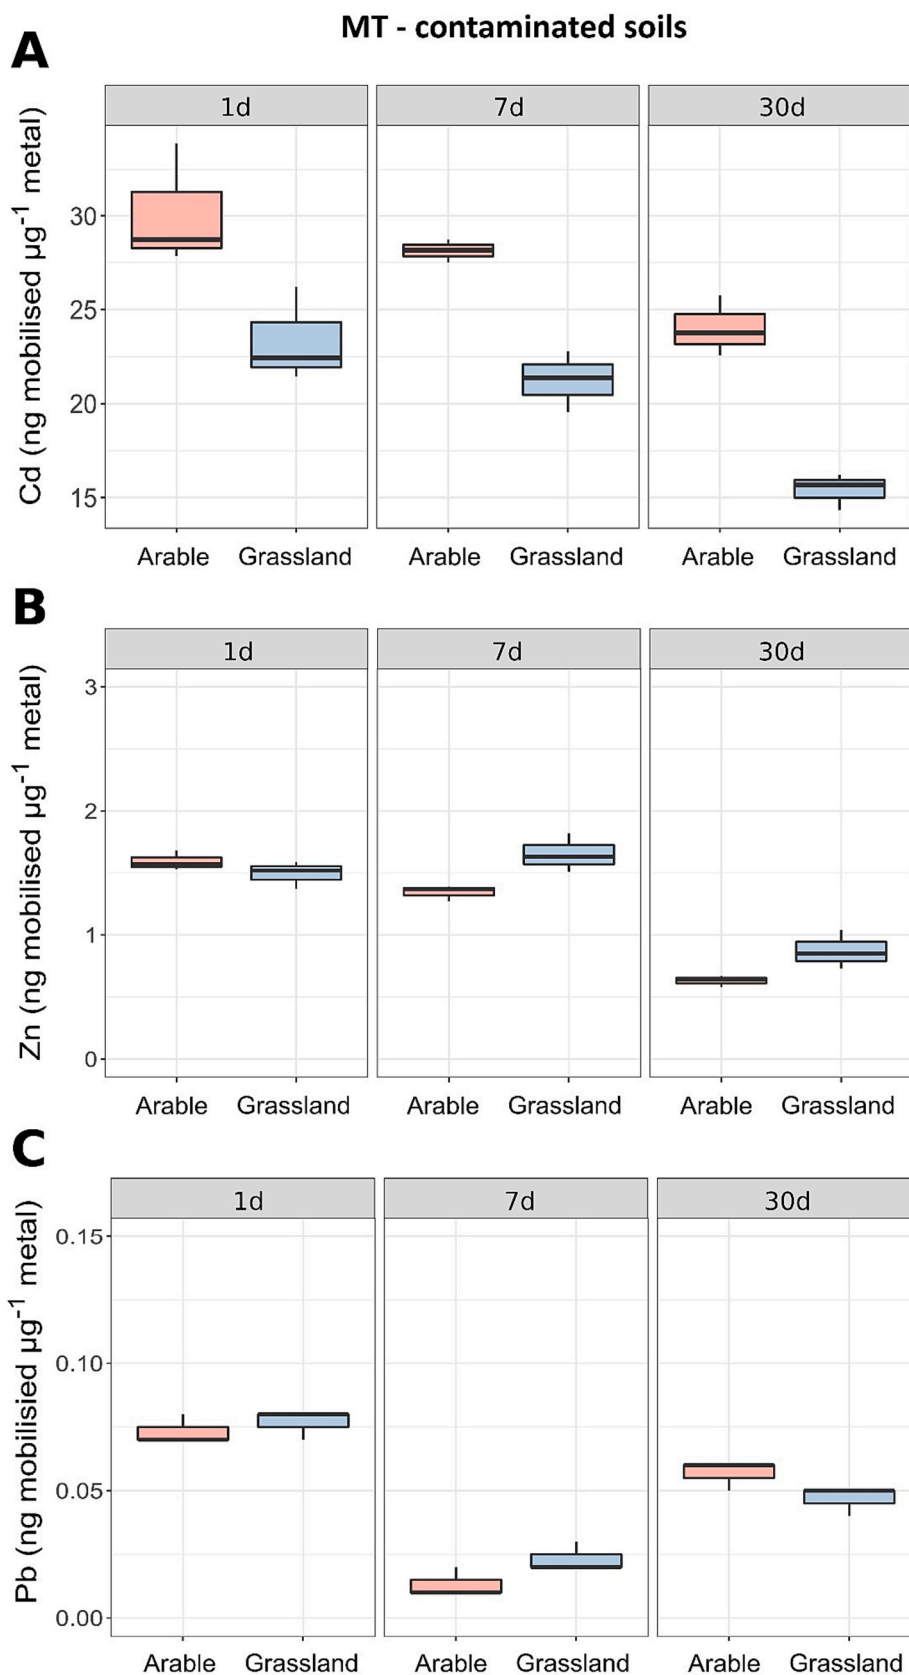 MT - contaminated soils
A
1d 7d 30d
Cd (ng mobilised µg⁻¹ metal)
30
25
20
15
Arable Grassland Arable Grassland Arable Grassland
B
1d 7d 30d
Zn (ng mobilised µg⁻¹ metal)
3
2
1
0
Arable Grassland Arable Grassland Arable Grassland
C
1d 7d 30d
Pb (ng mobilisied µg⁻¹ metal)
0.15
0.10
0.05
0.00
Arable Grassland Arable Grassland Arable Grassland